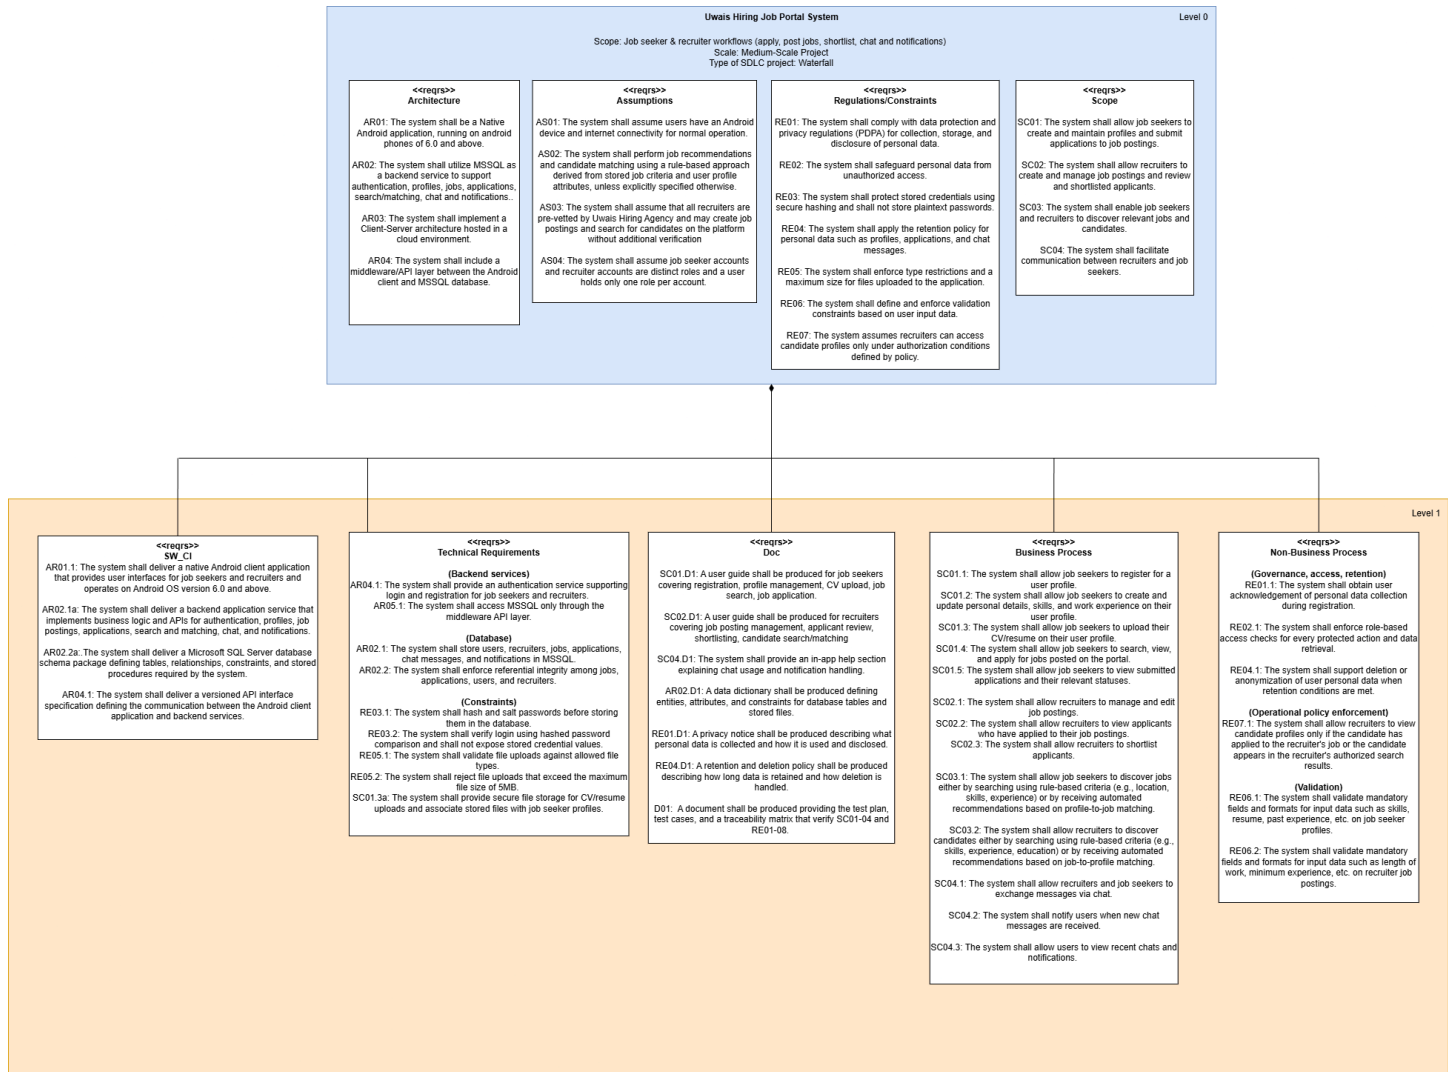 Uwais Hiring Job Portal System
Level 0
Scope: Job seeker & recruiter workflows (apply, post jobs, shortlist, chat and notifications)
Scale: Medium-Scale Project
Type of SDLC project: Waterfall
<<reqrs>>
Architecture
AR01: The system shall be a Native
Android application, running on android
phones of 6.0 and above.
AR02: The system shall utilize MSSQL as
a backend service to support
authentication, profiles, jobs, applications,
search/matching, chat and notifications..
AR03: The system shall implement a
Client-Server architecture hosted in a
cloud environment.
AR04: The system shall include a
middleware/API layer between the Android
client and MSSQL database.
<<reqrs>>
Assumptions
AS01: The system shall assume users have an Android
device and internet connectivity for normal operation.
AS02: The system shall perform job recommendations
and candidate matching using a rule-based approach
derived from stored job criteria and user profile
attributes, unless explicitly specified otherwise.
AS03: The system shall assume that all recruiters are
pre-vetted by Uwais Hiring Agency and may create job
postings and search for candidates on the platform
without additional verification
AS04: The system shall assume job seeker accounts
and recruiter accounts are distinct roles and a user
holds only one role per account.
<<reqrs>>
Regulations/Constraints
RE01: The system shall comply with data protection and
privacy regulations (PDPA) for collection, storage, and
disclosure of personal data.
RE02: The system shall safeguard personal data from
unauthorized access.
RE03: The system shall protect stored credentials using
secure hashing and shall not store plaintext passwords.
RE04: The system shall apply the retention policy for
personal data such as profiles, applications, and chat
messages.
RE05: The system shall enforce type restrictions and a
maximum size for files uploaded to the application.
RE06: The system shall define and enforce validation
constraints based on user input data.
RE07: The system assumes recruiters can access
candidate profiles only under authorization conditions
defined by policy.
<<reqrs>>
Scope
SC01: The system shall allow job seekers to
create and maintain profiles and submit
applications to job postings.
SC02: The system shall allow recruiters to
create and manage job postings and review
and shortlisted applicants.
SC03: The system shall enable job seekers
and recruiters to discover relevant jobs and
candidates.
SC04: The system shall facilitate
communication between recruiters and job
seekers.
Level 1
<<reqrs>>
SW_CI
AR01.1: The system shall deliver a native Android client application
that provides user interfaces for job seekers and recruiters and
operates on Android OS version 6.0 and above.
AR02.1a: The system shall deliver a backend application service that
implements business logic and APIs for authentication, profiles, job
postings, applications, search and matching, chat, and notifications.
AR02.2a:.The system shall deliver a Microsoft SQL Server database
schema package defining tables, relationships, constraints, and stored
procedures required by the system.
AR04.1: The system shall deliver a versioned API interface
specification defining the communication between the Android client
application and backend services.
<<reqrs>>
Technical Requirements
(Backend services)
AR04.1: The system shall provide an authentication service supporting
login and registration for job seekers and recruiters.
AR05.1: The system shall access MSSQL only through the
middleware API layer.
(Database)
AR02.1: The system shall store users, recruiters, jobs, applications,
chat messages, and notifications in MSSQL.
AR02.2: The system shall enforce referential integrity among jobs,
applications, users, and recruiters.
(Constraints)
RE03.1: The system shall hash and salt passwords before storing
them in the database.
RE03.2: The system shall verify login using hashed password
comparison and shall not expose stored credential values.
RE05.1: The system shall validate file uploads against allowed file
types.
RE05.2: The system shall reject file uploads that exceed the maximum
file size of 5MB.
SC01.3a: The system shall provide secure file storage for CV/resume
uploads and associate stored files with job seeker profiles.
<<reqrs>>
Doc
SC01.D1: A user guide shall be produced for job seekers
covering registration, profile management, CV upload, job
search, job application.
SC02.D1: A user guide shall be produced for recruiters
covering job posting management, applicant review,
shortlisting, candidate search/matching
SC04.D1: The system shall provide an in-app help section
explaining chat usage and notification handling.
AR02.D1: A data dictionary shall be produced defining
entities, attributes, and constraints for database tables and
stored files.
RE01.D1: A privacy notice shall be produced describing what
personal data is collected and how it is used and disclosed.
RE04.D1: A retention and deletion policy shall be produced
describing how long data is retained and how deletion is
handled.
D01: A document shall be produced providing the test plan,
test cases, and a traceability matrix that verify SC01-04 and
RE01-08.
<<reqrs>>
Business Process
SC01.1: The system shall allow job seekers to register for a
user profile.
SC01.2: The system shall allow job seekers to create and
update personal details, skills, and work experience on their
user profile.
SC01.3: The system shall allow job seekers to upload their
CV/resume on their user profile.
SC01.4: The system shall allow job seekers to search, view,
and apply for jobs posted on the portal.
SC01.5: The system shall allow job seekers to view submitted
applications and their relevant statuses.
SC02.1: The system shall allow recruiters to manage and edit
job postings.
SC02.2: The system shall allow recruiters to view applicants
who have applied to their job postings.
SC02.3: The system shall allow recruiters to shortlist
applicants.
SC03.1: The system shall allow job seekers to discover jobs
either by searching using rule-based criteria (e.g., location,
skills, experience) or by receiving automated
recommendations based on profile-to-job matching.
SC03.2: The system shall allow recruiters to discover
candidates either by searching using rule-based criteria (e.g.,
skills, experience, education) or by receiving automated
recommendations based on job-to-profile matching.
SC04.1: The system shall allow recruiters and job seekers to
exchange messages via chat.
SC04.2: The system shall notify users when new chat
messages are received.
SC04.3: The system shall allow users to view recent chats and
notifications.
<<reqrs>>
Non-Business Process
(Governance, access, retention)
RE01.1: The system shall obtain user
acknowledgement of personal data collection
during registration.
RE02.1: The system shall enforce role-based
access checks for every protected action and data
retrieval.
RE04.1: The system shall support deletion or
anonymization of user personal data when
retention conditions are met.
(Operational policy enforcement)
RE07.1: The system shall allow recruiters to view
candidate profiles only if the candidate has
applied to the recruiter's job or the candidate
appears in the recruiter's authorized search
results.
(Validation)
RE06.1: The system shall validate mandatory
fields and formats for input data such as skills,
resume, past experience, etc. on job seeker
profiles.
RE06.2: The system shall validate mandatory
fields and formats for input data such as length of
work, minimum experience, etc. on recruiter job
postings.